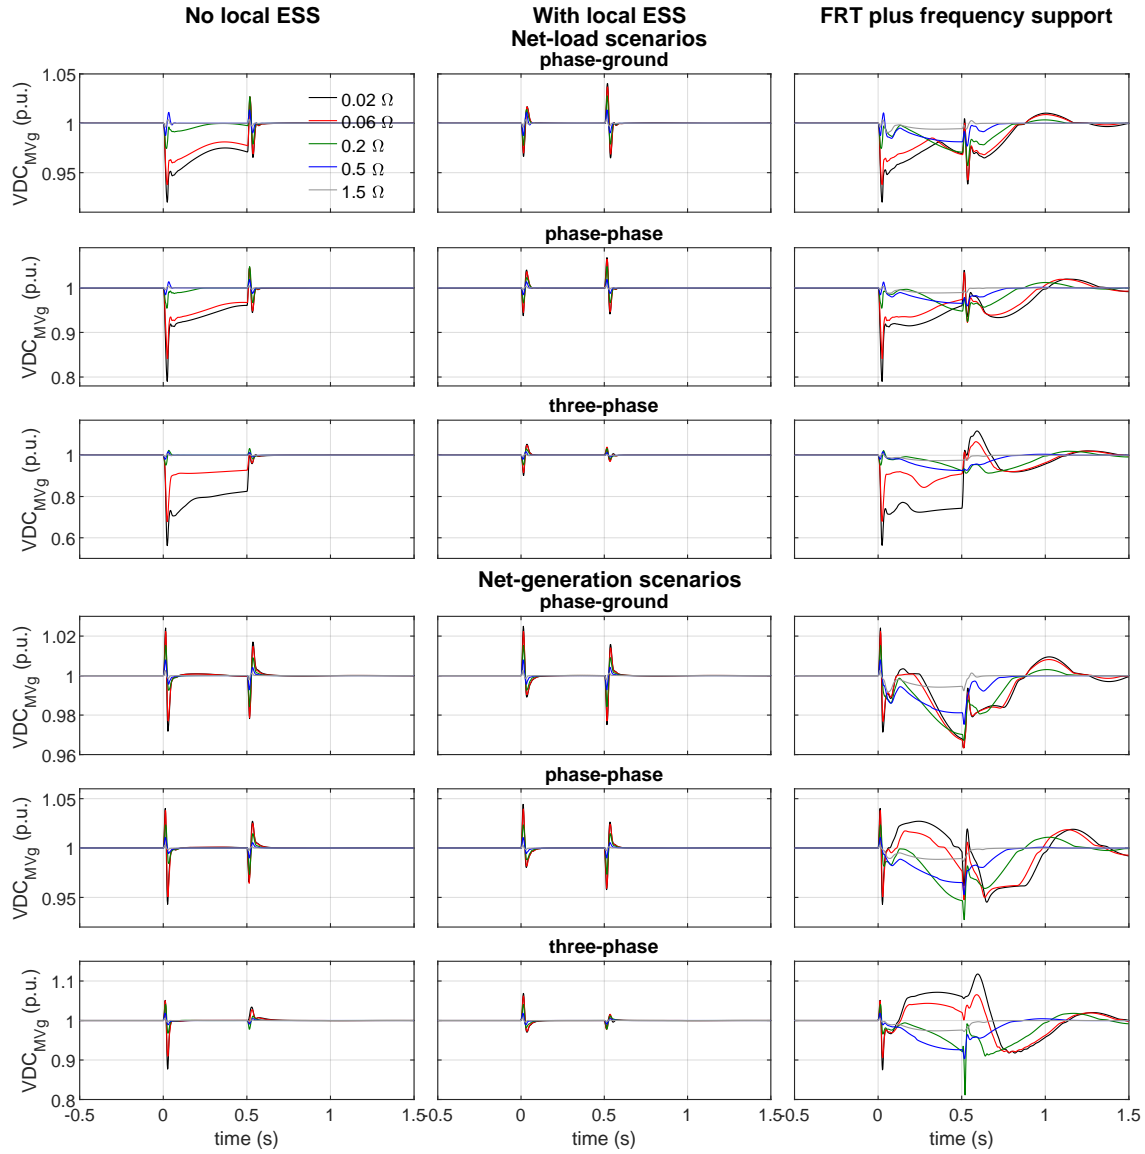 No local ESS
With local ESS
FRT plus frequency support
Net-load scenarios
phase-ground
VDC_MVg (p.u.)
1.05
1
0.95
0.02 Ω
0.06 Ω
0.2 Ω
0.5 Ω
1.5 Ω
phase-phase
VDC_MVg (p.u.)
1
0.9
0.8
three-phase
VDC_MVg (p.u.)
1
0.8
0.6
Net-generation scenarios
phase-ground
VDC_MVg (p.u.)
1.02
1
0.98
0.96
phase-phase
VDC_MVg (p.u.)
1.05
1
0.95
three-phase
VDC_MVg (p.u.)
1.1
1
0.9
0.8
-0.5 0 0.5 1 1.5
-0.5 0 0.5 1 1.5
-0.5 0 0.5 1 1.5
time (s)
time (s)
time (s)